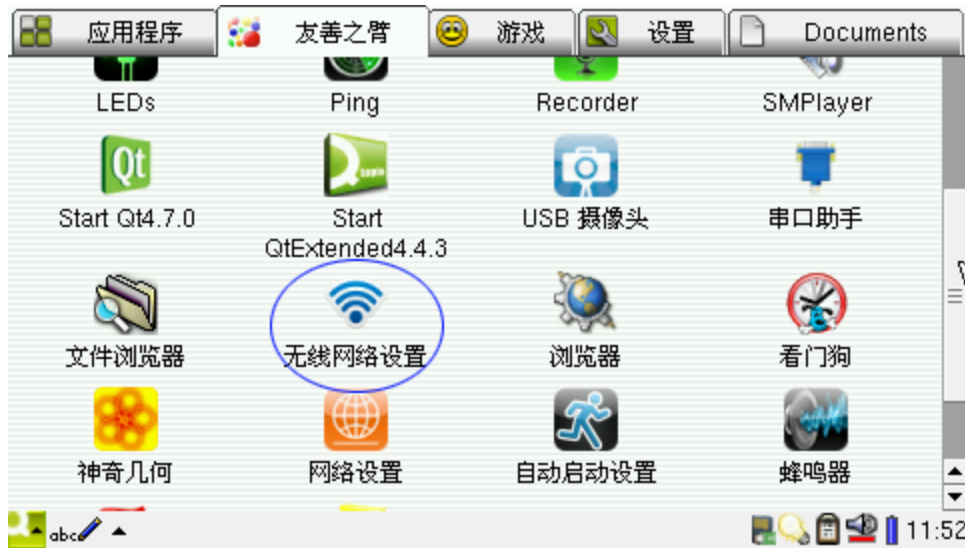 应用程序 友善之臂 游戏 设置 Documents
LEDs Ping Recorder SMPlayer
Qt
Start Qt4.7.0 Start QtExtended4.4.3 USB 摄像头 串口助手
文件浏览器 无线网络设置 浏览器 看门狗
神奇几何 网络设置 自动启动设置 蜂鸣器
abc 11:52